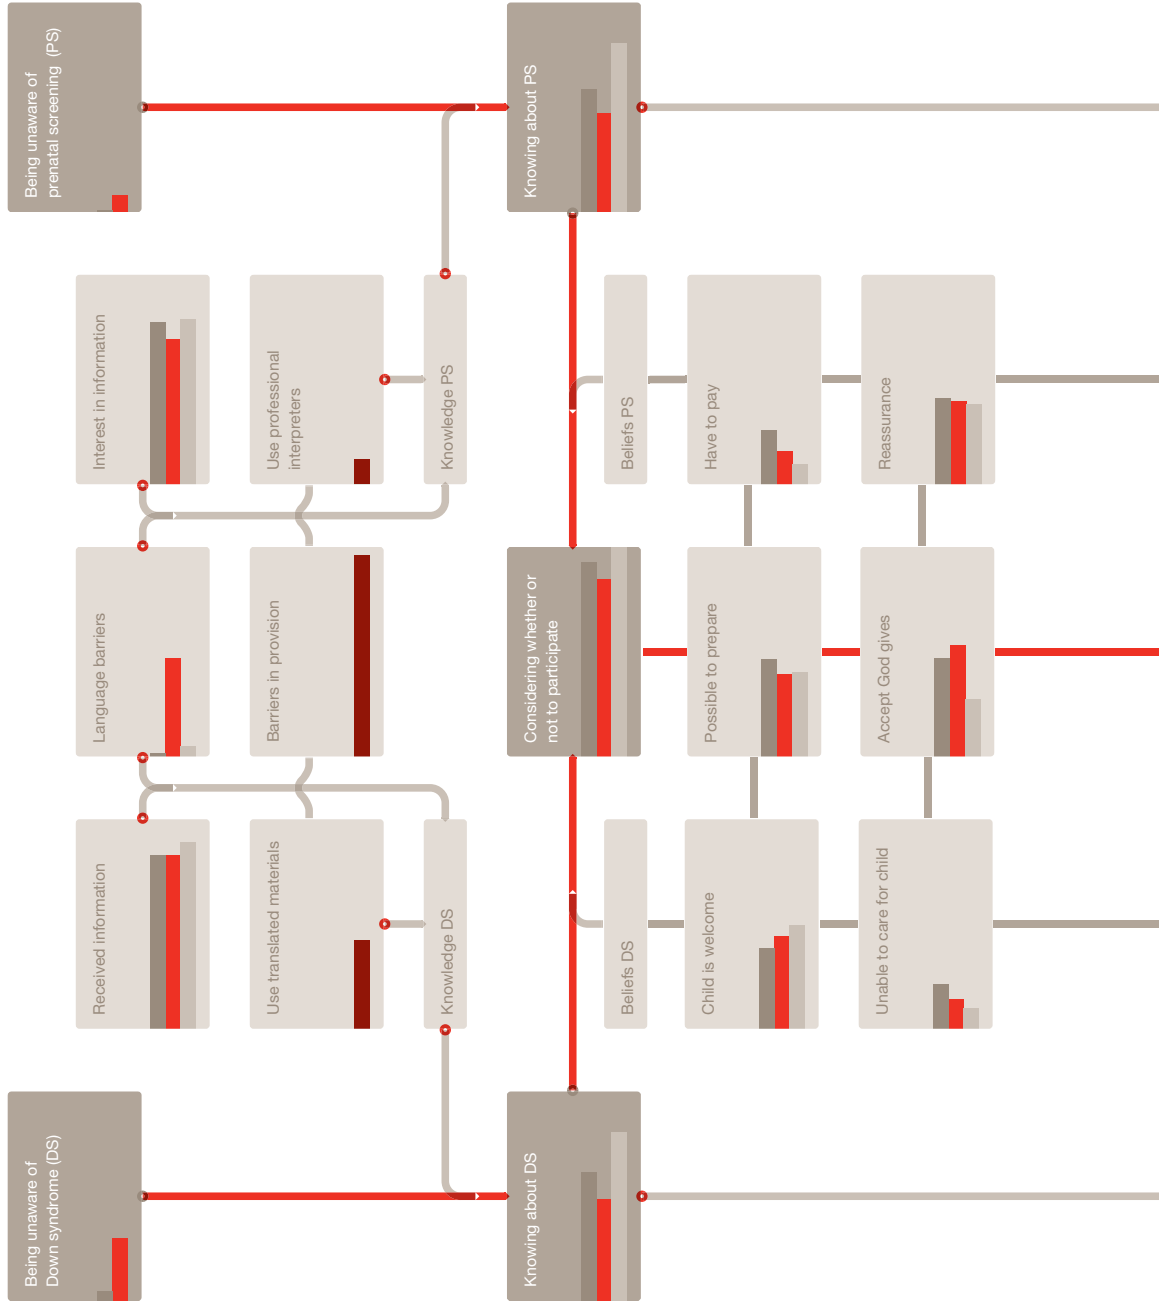 Being unaware of
Down syndrome (DS)
Being unaware of
prenatal screening (PS)
Received information
Language barriers
Interest in information
Use translated materials
Barriers in provision
Use professional
interpreters
Knowledge DS
Knowledge PS
Knowing about DS
Considering whether or
not to participate
Knowing about PS
Beliefs DS
Beliefs PS
Child is welcome
Possible to prepare
Have to pay
Unable to care for child
Accept God gives
Reassurance